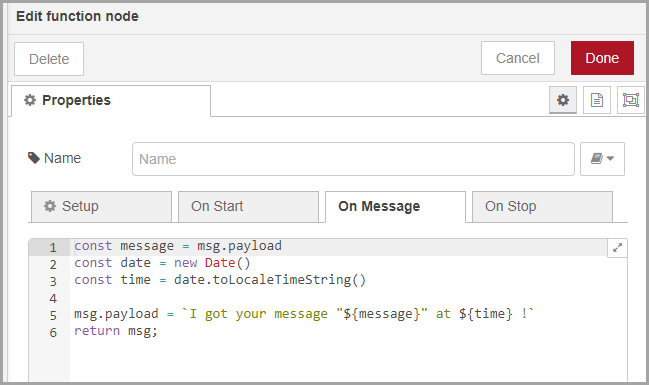 Edit function node
Delete
Cancel
Done
Properties
Name
Name
Setup
On Start
On Message
On Stop
1 const message = msg.payload
2 const date = new Date()
3 const time = date.toLocaleTimeString()
4
5 msg.payload = `I got your message "${message}" at ${time} !`
6 return msg;